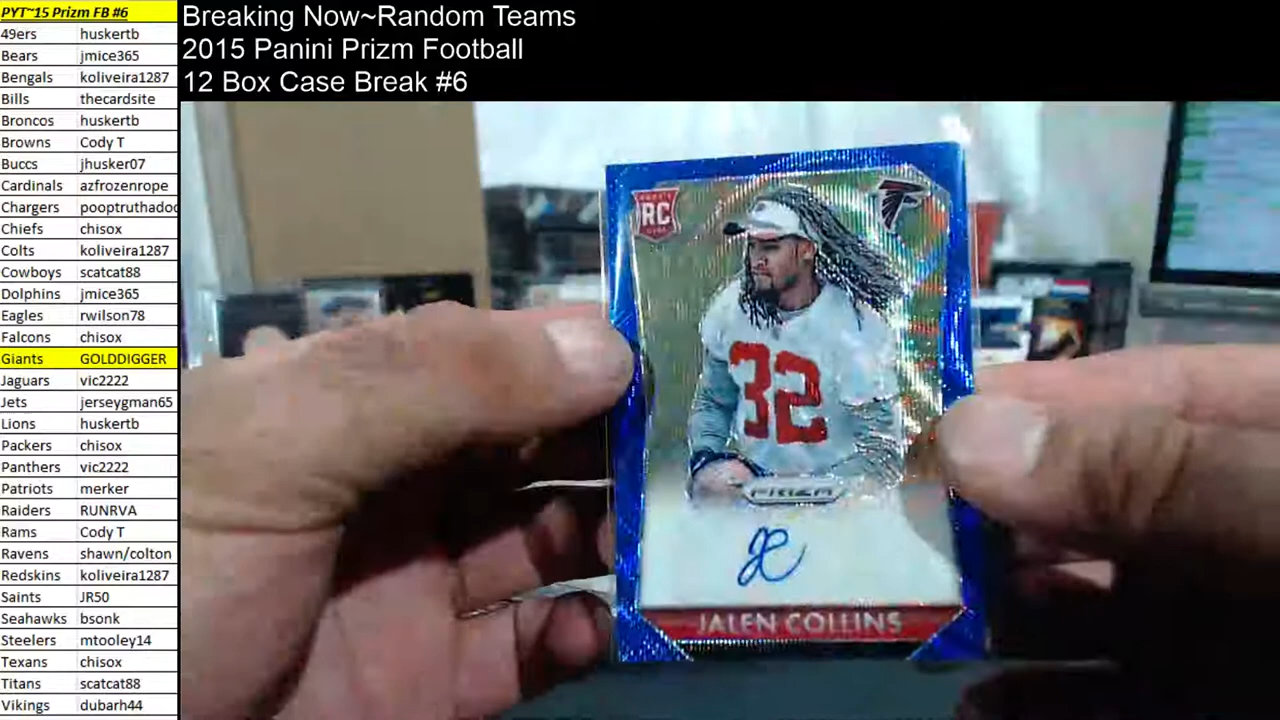 PYT~15 Prizm FB #6
49ers huskertb
Bears jmice365
Bengals koliveira1287
Bills thecardsite
Broncos huskertb
Browns Cody T
Buccs jhusker07
Cardinals azfrozenrope
Chargers pooptruthadoc
Chiefs chisox
Colts koliveira1287
Cowboys scatcat88
Dolphins jmice365
Eagles rwilson78
Falcons chisox
Giants GOLDDIGGER
Jaguars vic2222
Jets jerseygman65
Lions huskertb
Packers chisox
Panthers vic2222
Patriots merker
Raiders RUNRVA
Rams Cody T
Ravens shawn/colton
Redskins koliveira1287
Saints JR50
Seahawks bsonk
Steelers mtooley14
Texans chisox
Titans scatcat88
Vikings dubarh44
Breaking Now~Random Teams
2015 Panini Prizm Football
12 Box Case Break #6
RC
32
PRIZM
JC
JALEN COLLINS